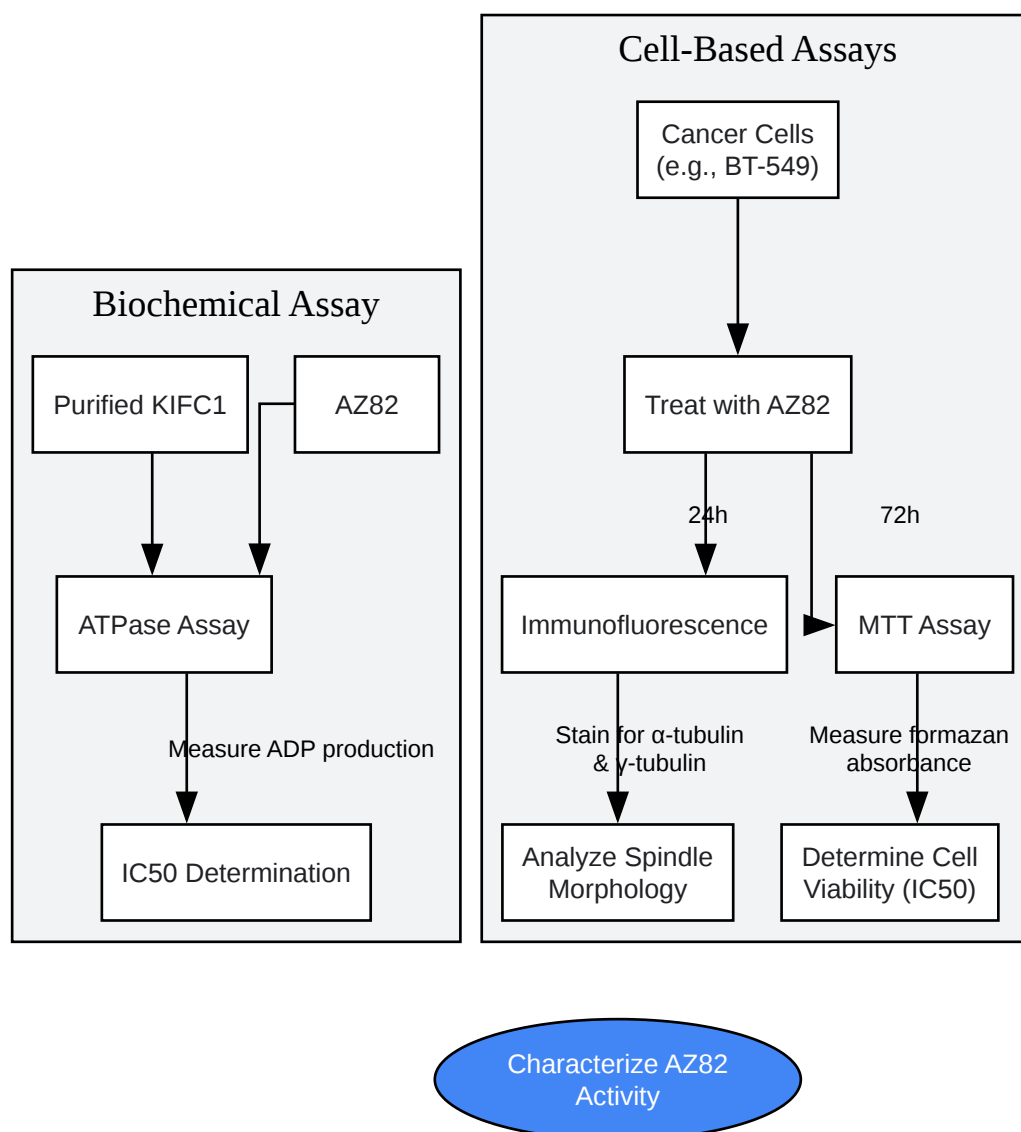 Biochemical Assay
Purified KIFC1
AZ82
ATPase Assay
Measure ADP production
IC50 Determination
Cell-Based Assays
Cancer Cells
(e.g., BT-549)
Treat with AZ82
24h
72h
Immunofluorescence
MTT Assay
Stain for α-tubulin
& γ-tubulin
Measure formazan
absorbance
Analyze Spindle
Morphology
Determine Cell
Viability (IC50)
Characterize AZ82
Activity